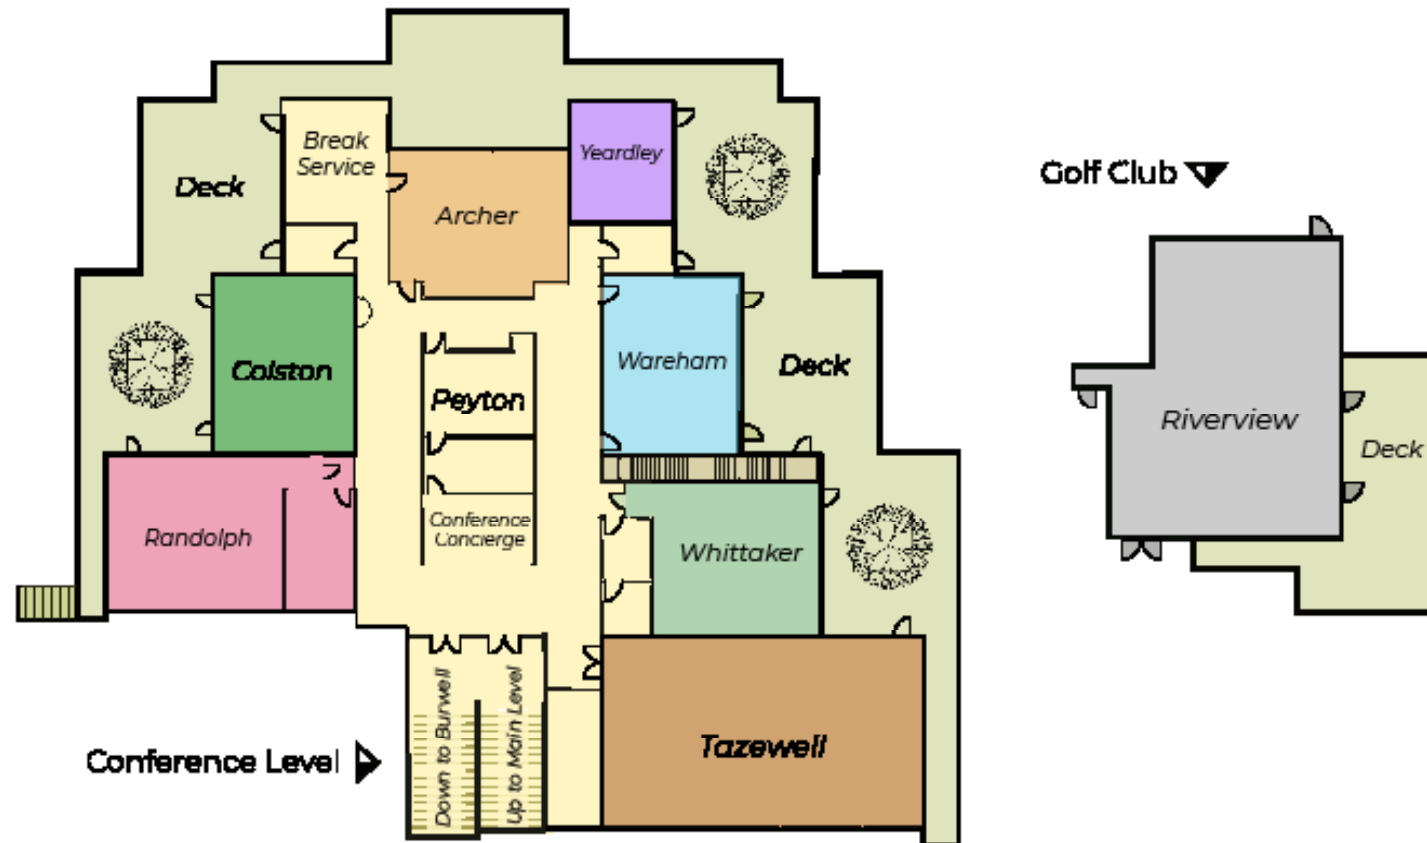 Break
Service
Yeardley
Deck
Archer
Golf Club
Colston
Wareham
Deck
Peyton
Riverview
Deck
Randolph
Conference
Concierge
Whittaker
Down to Burwell
Up to Main Level
Tazewell
Conference Level